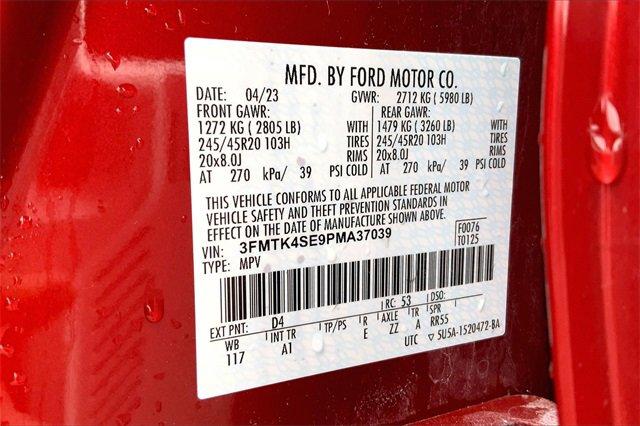 MFD. BY FORD MOTOR CO.
DATE: 04/23 GVWR: 2712 KG ( 5980 LB)
FRONT GAWR: REAR GAWR:
1272 KG ( 2805 LB) WITH 1479 KG ( 3260 LB) WITH
245/45R20 103H TIRES 245/45R20 103H TIRES
20x8.0J RIMS 20x8.0J RIMS
AT 270 kPa/ 39 PSI COLD AT 270 kPa/ 39 PSI COLD
THIS VEHICLE CONFORMS TO ALL APPLICABLE FEDERAL MOTOR
VEHICLE SAFETY AND THEFT PREVENTION STANDARDS IN
EFFECT ON THE DATE OF MANUFACTURE SHOWN ABOVE.
VIN: 3FMTK4SE9PMA37039 F0076
TYPE: MPV T0125
EXT PNT: D4 RC: 53 DSO:
WB INT TR TP/PS R AXLE TR SPR
117 A1 E ZZ A RR55
UTC ▽ 5U5A-1520472-BA